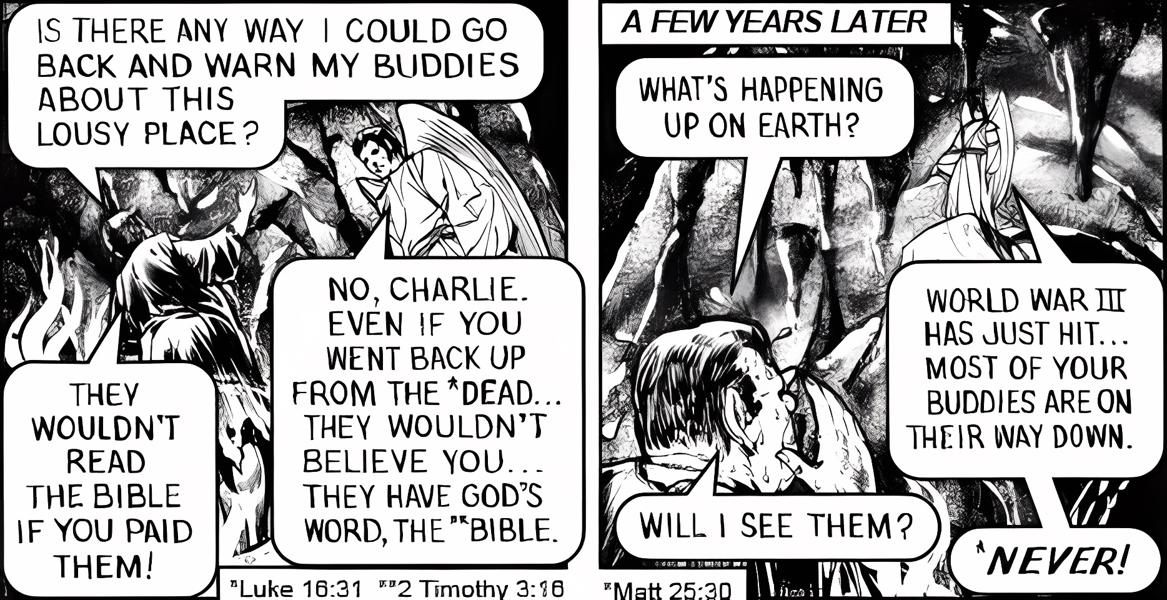 IS THERE ANY WAY I COULD GO
BACK AND WARN MY BUDDIES
ABOUT THIS
LOUSY PLACE?
NO, CHARLIE.
EVEN IF YOU
WENT BACK UP
FROM THE *DEAD...
THEY WOULDN'T
BELIEVE YOU...
THEY HAVE GOD'S
WORD, THE **BIBLE.
THEY
WOULDN'T
READ
THE BIBLE
IF YOU PAID
THEM!
*Luke 16:31 **2 Timothy 3:16
A FEW YEARS LATER
WHAT'S HAPPENING
UP ON EARTH?
WORLD WAR III
HAS JUST HIT...
MOST OF YOUR
BUDDIES ARE ON
THEIR WAY DOWN.
WILL I SEE THEM?
*NEVER!
*Matt 25:30